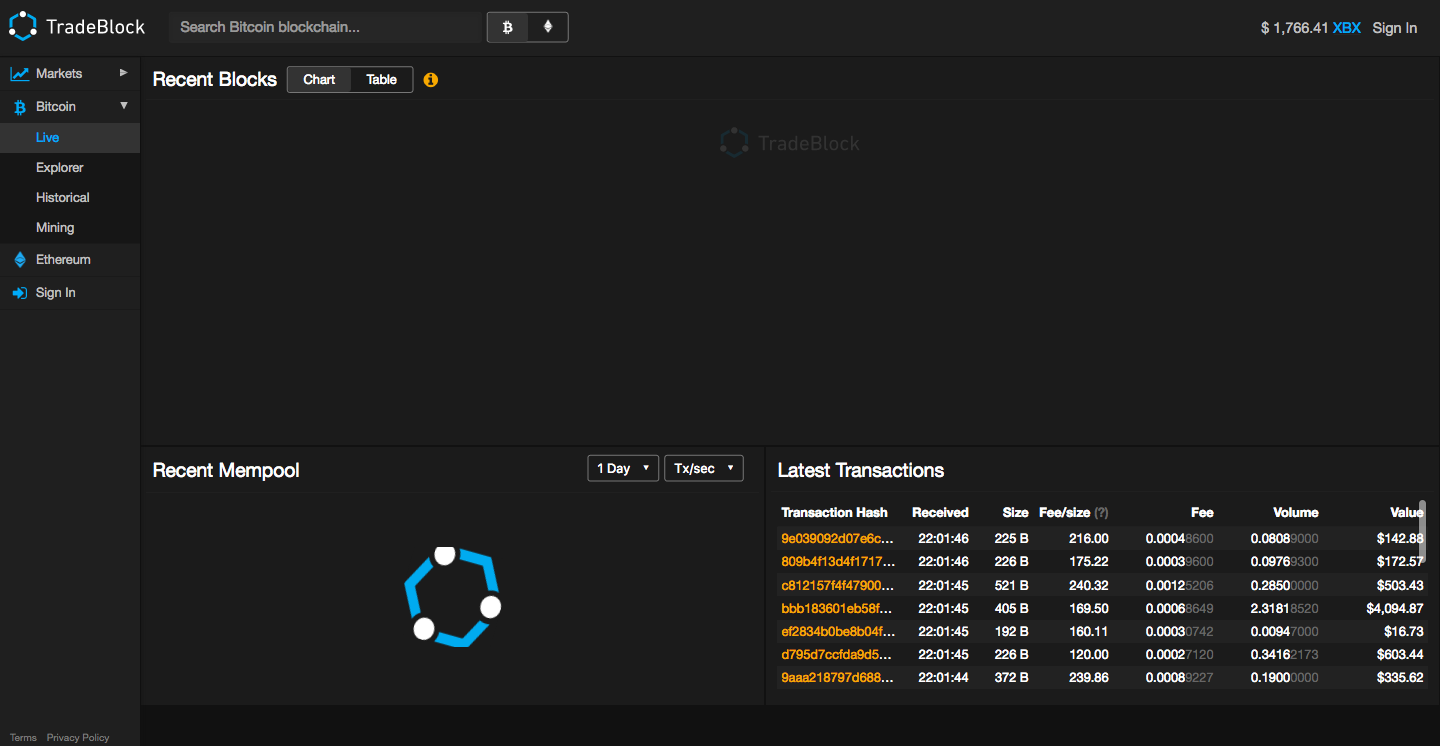 TradeBlock
Search Bitcoin blockchain...
$ 1,766.41 XBX Sign In
Markets
Bitcoin
Live
Explorer
Historical
Mining
Ethereum
Sign In
Terms Privacy Policy
Recent Blocks Chart Table
TradeBlock
Recent Mempool 1 Day Tx/sec
Latest Transactions
Transaction Hash Received Size Fee/size (?) Fee Volume Value
9e039092d07e6c... 22:01:46 225 B 216.00 0.00048600 0.08089000 $142.88
809b4f13d4f1717... 22:01:46 226 B 175.22 0.00039600 0.09769300 $172.57
c812157f4f47900... 22:01:45 521 B 240.32 0.00125206 0.28500000 $503.43
bbb183601eb58f... 22:01:45 405 B 169.50 0.00068649 2.31818520 $4,094.87
ef2834b0be8b04f... 22:01:45 192 B 160.11 0.00030742 0.00947000 $16.73
d795d7ccfda9d5... 22:01:45 226 B 120.00 0.00027120 0.34162173 $603.44
9aaa218797d688... 22:01:44 372 B 239.86 0.00089227 0.19000000 $335.62